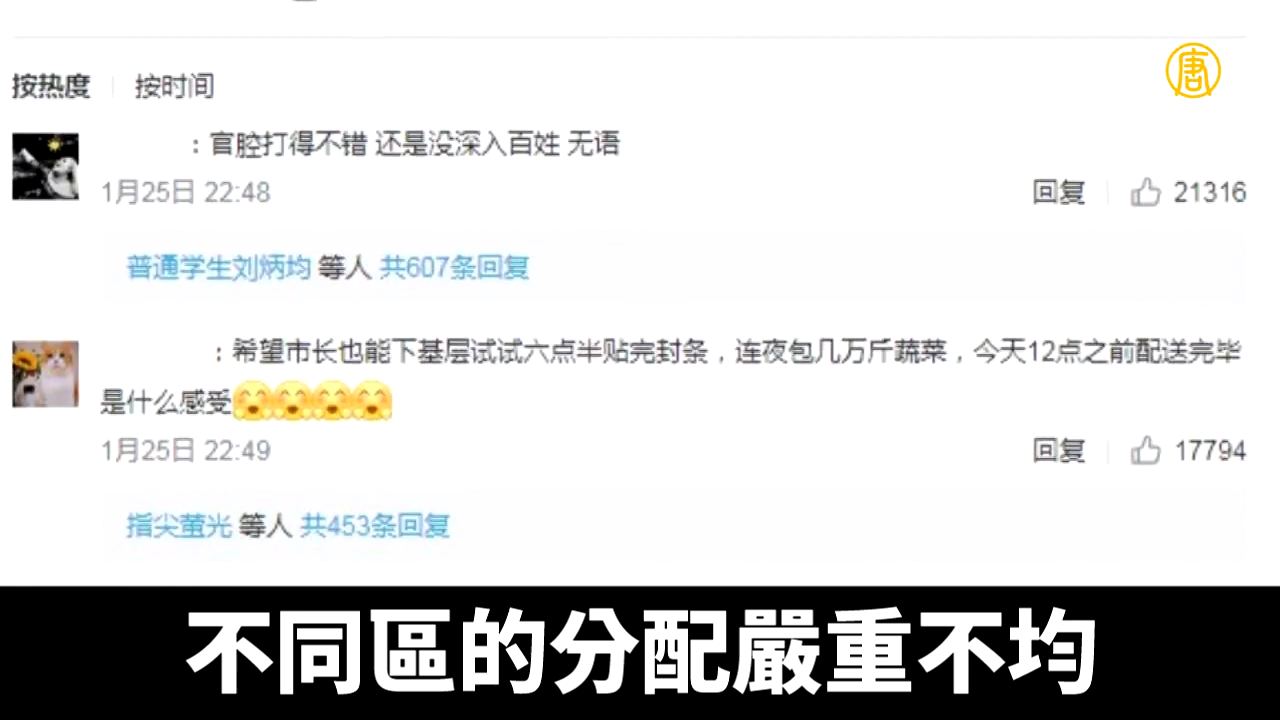 按热度 按时间
唐
：官腔打得不错 还是没深入百姓 无语
1月25日 22:48 回复 21316
普通学生刘炳均 等人 共607条回复
：希望市长也能下基层试试六点半贴完封条，连夜包几万斤蔬菜，今天12点之前配送完毕
是什么感受
1月25日 22:49 回复 17794
指尖萤光 等人 共453条回复
不同區的分配嚴重不均